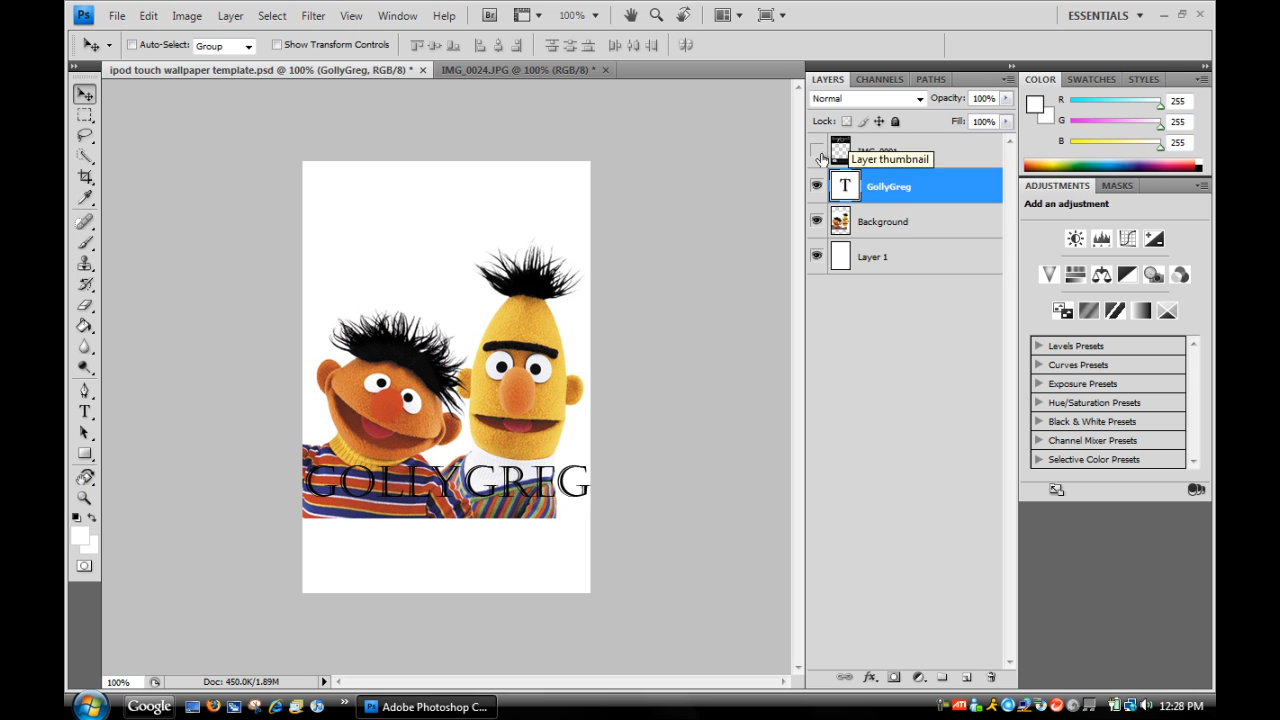 Ps File Edit Image Layer Select Filter View Window Help Br 100% ESSENTIALS
Auto-Select: Group Show Transform Controls
ipod touch wallpaper template.psd @ 100% (GollyGreg, RGB/8) * × IMG_0024.JPG @ 100% (RGB/8) * ×
LAYERS CHANNELS PATHS
Normal Opacity: 100%
Lock: Fill: 100%
Layer thumbnail
T GollyGreg
Background
Layer 1
COLOR SWATCHES STYLES
R 255
G 255
B 255
ADJUSTMENTS MASKS
Add an adjustment
Levels Presets
Curves Presets
Exposure Presets
Hue/Saturation Presets
Black & White Presets
Channel Mixer Presets
Selective Color Presets
GOLLYGREG
100% Doc: 450.0K/1.89M
Google Ps Adobe Photoshop C... ATI 12:28 PM